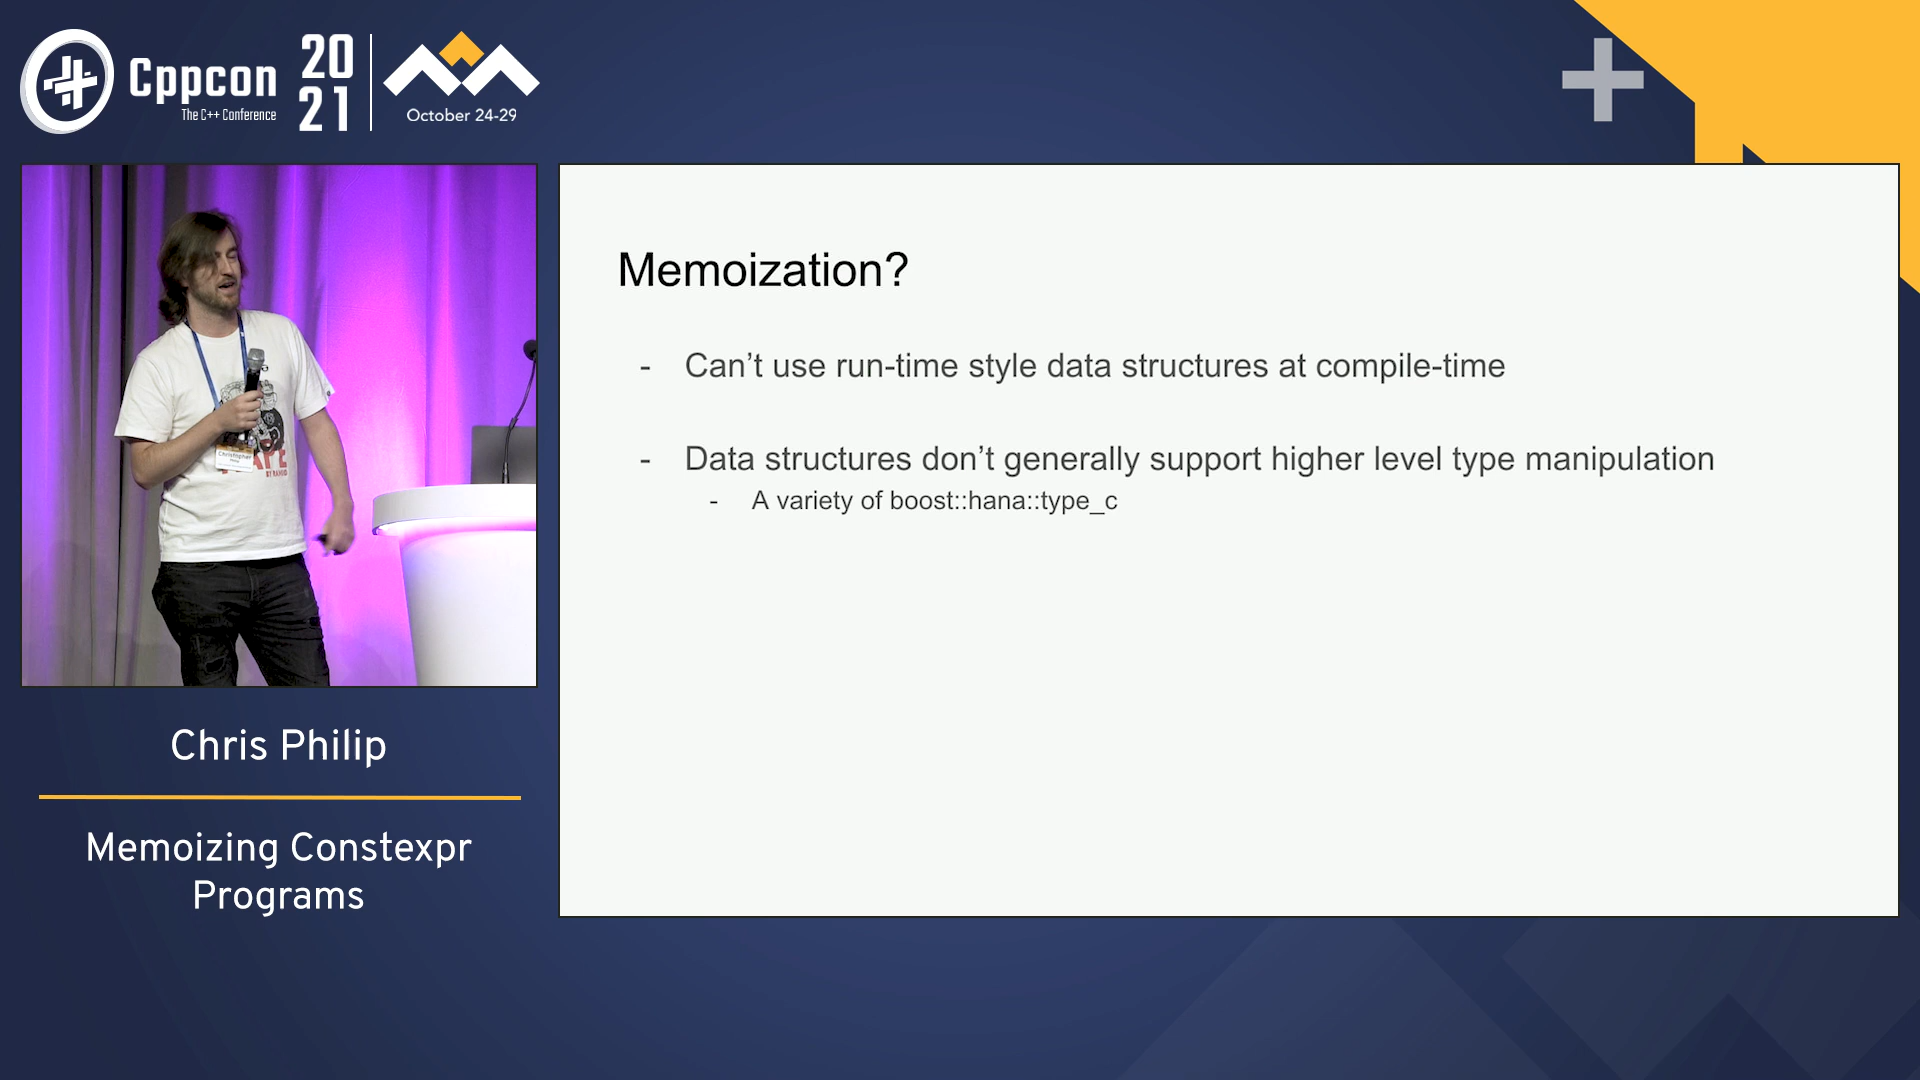 Cppcon
The C++ Conference
20
21
October 24-29
Memoization?
- Can’t use run-time style data structures at compile-time
- Data structures don’t generally support higher level type manipulation
- A variety of boost::hana::type_c
Christopher
APE
Chris Philip
Memoizing Constexpr
Programs